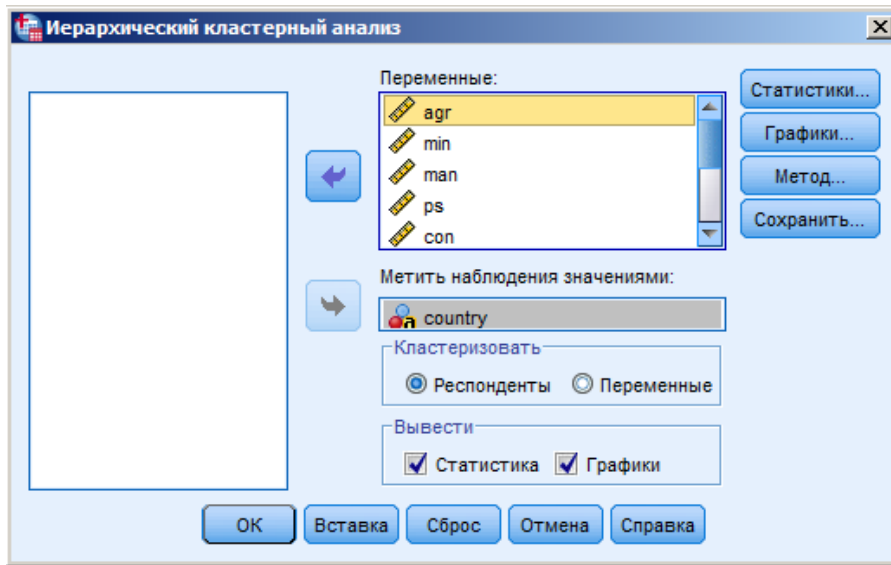 Иерархический кластерный анализ
Переменные:
agr
min
man
ps
con
Статистики...
Графики...
Метод...
Сохранить...
Метить наблюдения значениями:
a country
Кластеризовать
Респонденты Переменные
Вывести
Статистика Графики
ОК Вставка Сброс Отмена Справка